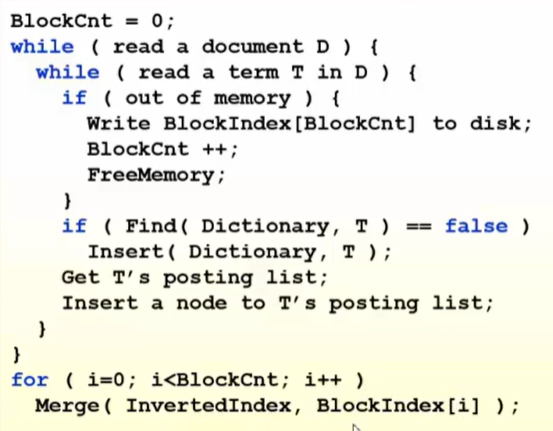 BlockCnt = 0;
while ( read a document D ) {
  while ( read a term T in D ) {
    if ( out of memory ) {
      Write BlockIndex[BlockCnt] to disk;
      BlockCnt ++;
      FreeMemory;
    }
    if ( Find( Dictionary, T ) == false )
      Insert( Dictionary, T );
    Get T's posting list;
    Insert a node to T's posting list;
  }
}
for ( i=0; i<BlockCnt; i++ )
  Merge( InvertedIndex, BlockIndex[i] );